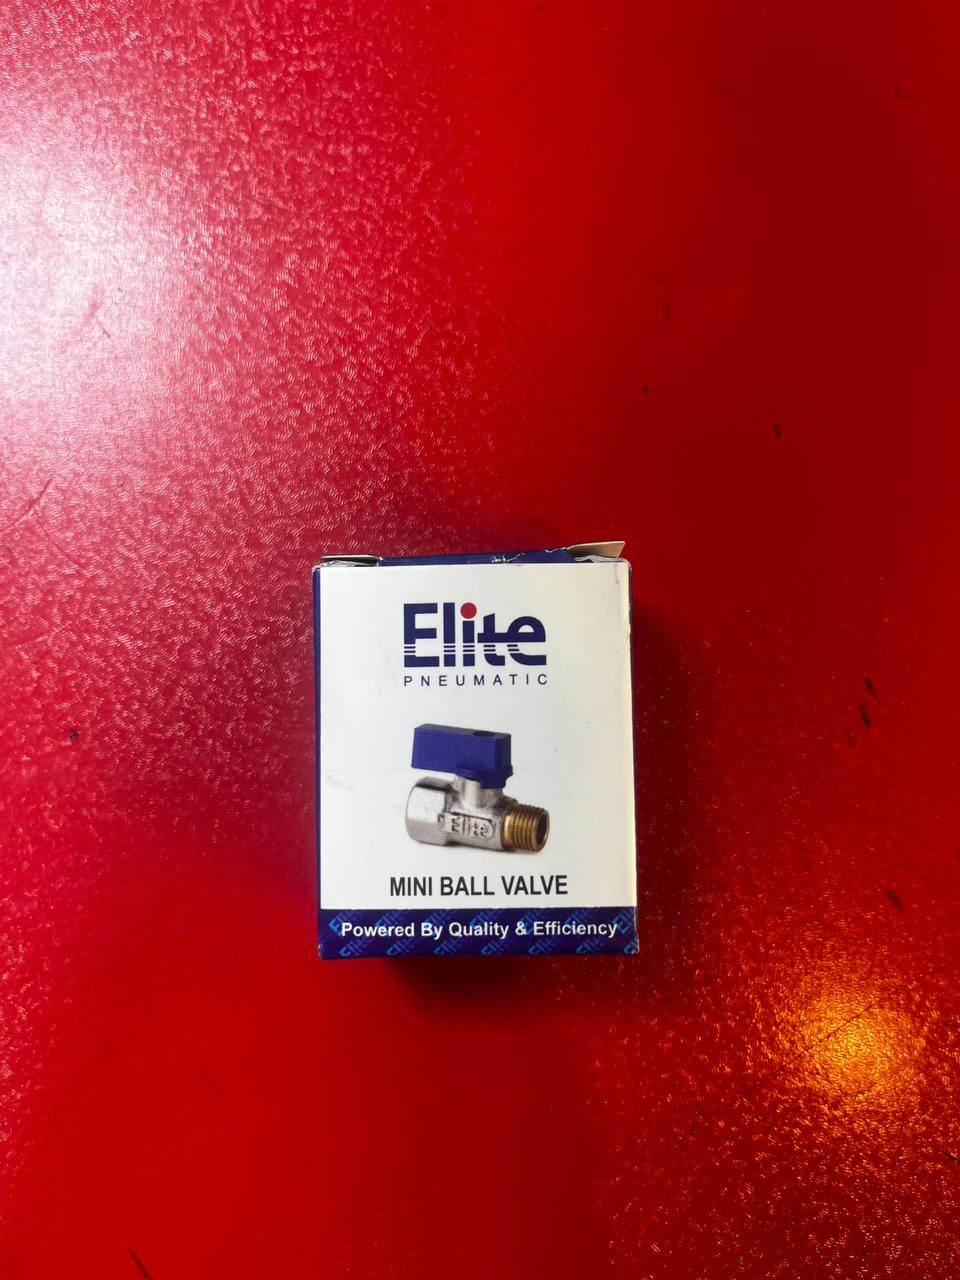 Elite
PNEUMATIC
Elite
MINI BALL VALVE
Powered By Quality & Efficiency